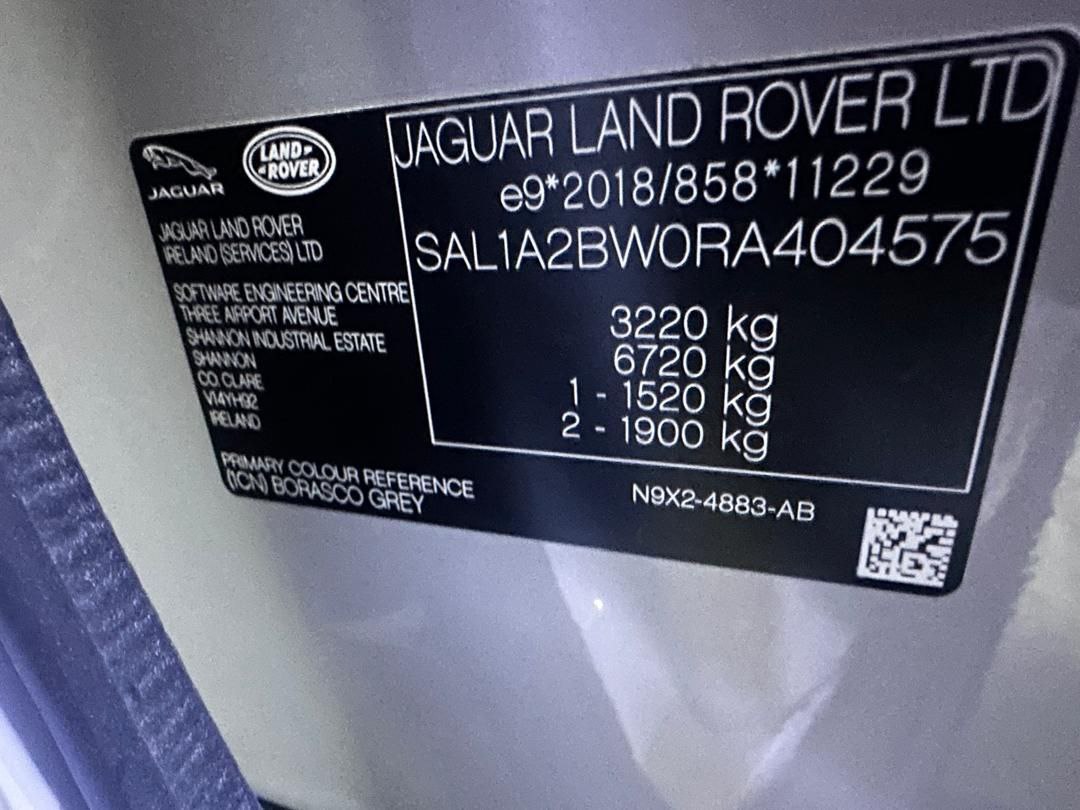 JAGUAR
LAND-
-ROVER
JAGUAR LAND ROVER
IRELAND (SERVICES) LTD
SOFTWARE ENGINEERING CENTRE
THREE AIRPORT AVENUE
SHANNON INDUSTRIAL ESTATE
SHANNON
CO. CLARE
V14YH92
IRELAND
JAGUAR LAND ROVER LTD
e9*2018/858*11229
SAL1A2BW0RA404575
3220 kg
6720 kg
1 - 1520 kg
2 - 1900 kg
PRIMARY COLOUR REFERENCE
(1CN) BORASCO GREY
N9X2-4883-AB